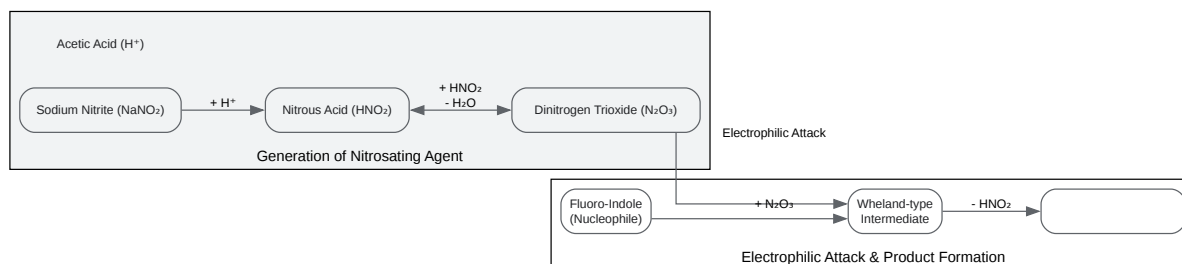 Acetic Acid (H⁺)
Sodium Nitrite (NaNO₂)
+ H⁺
Nitrous Acid (HNO₂)
+ HNO₂
- H₂O
Dinitrogen Trioxide (N₂O₃)
Generation of Nitrosating Agent
Electrophilic Attack
Fluoro-Indole
(Nucleophile)
+ N₂O₃
Wheland-type
Intermediate
- HNO₂
Electrophilic Attack & Product Formation